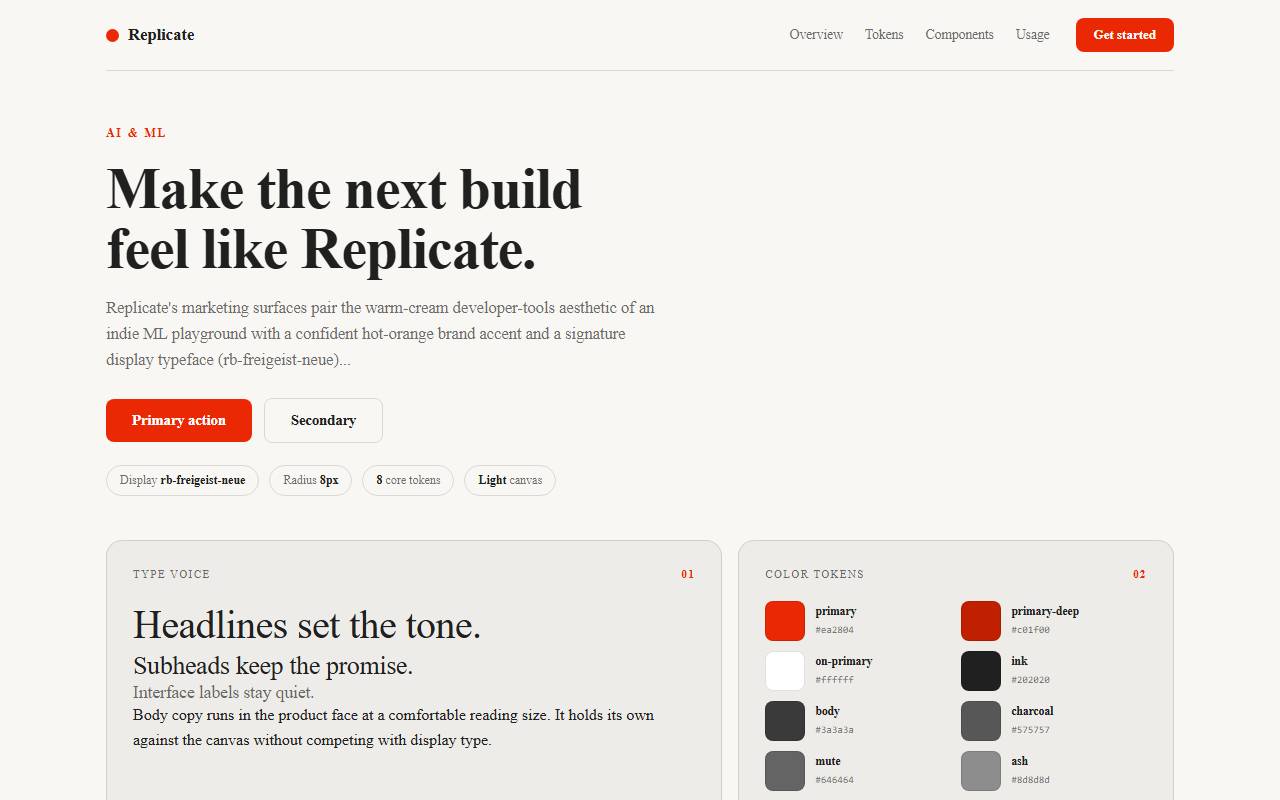 Replicate
Overview Tokens Components Usage Get started
AI & ML
Make the next build
feel like Replicate.
Replicate's marketing surfaces pair the warm-cream developer-tools aesthetic of an
indie ML playground with a confident hot-orange brand accent and a signature
display typeface (rb-freigeist-neue)...
Primary action Secondary
Display rb-freigeist-neue Radius 8px 8 core tokens Light canvas
TYPE VOICE 01
Headlines set the tone.
Subheads keep the promise.
Interface labels stay quiet.
Body copy runs in the product face at a comfortable reading size. It holds its own
against the canvas without competing with display type.
COLOR TOKENS 02
primary
#ea2804
primary-deep
#c01f00
on-primary
#ffffff
ink
#202020
body
#3a3a3a
charcoal
#575757
mute
#646464
ash
#8d8d8d